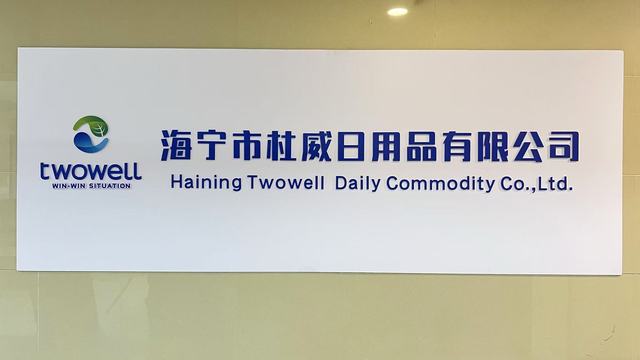 twowell
WIN-WIN SITUATION
海宁市杜威日用品有限公司
Haining Twowell Daily Commodity Co.,Ltd.